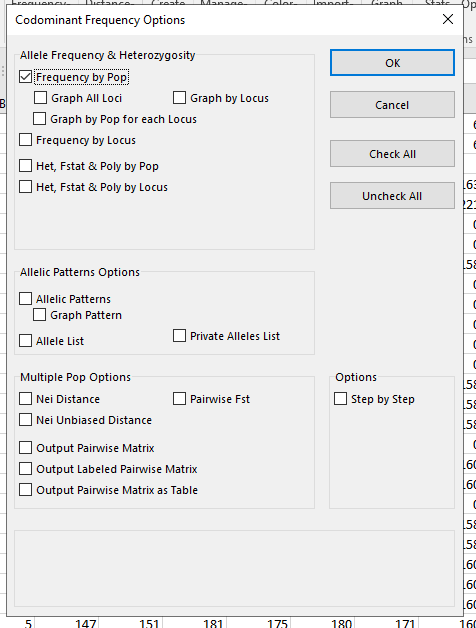 Codominant Frequency Options
Allele Frequency & Heterozygosity
Frequency by Pop
Graph All Loci
Graph by Locus
Graph by Pop for each Locus
Frequency by Locus
Het, Fstat & Poly by Pop
Het, Fstat & Poly by Locus
OK
Cancel
Check All
Uncheck All
Allelic Patterns Options
Allelic Patterns
Graph Pattern
Allele List
Private Alleles List
Multiple Pop Options
Nei Distance
Pairwise Fst
Nei Unbiased Distance
Output Pairwise Matrix
Output Labeled Pairwise Matrix
Output Pairwise Matrix as Table
Options
Step by Step
5 147 151 181 175 180 171 160